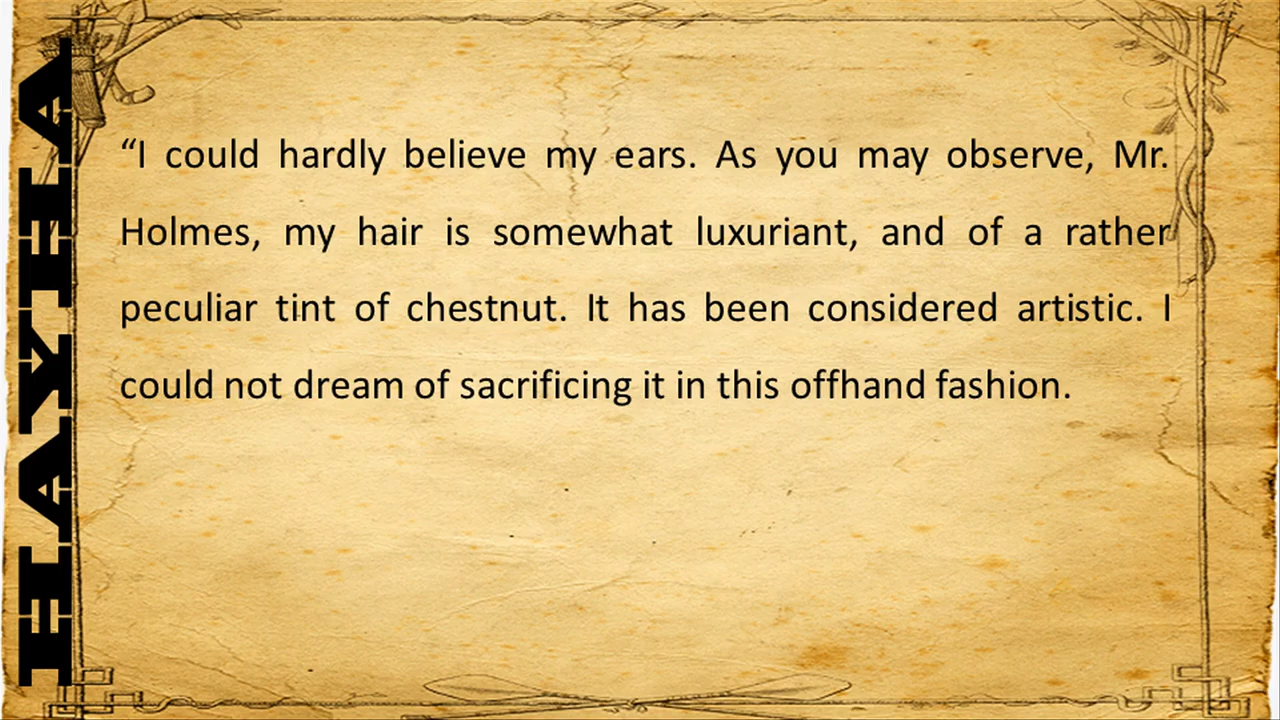 “I could hardly believe my ears. As you may observe, Mr.
Holmes, my hair is somewhat luxuriant, and of a rather
peculiar tint of chestnut. It has been considered artistic. I
could not dream of sacrificing it in this offhand fashion.
HAYHA